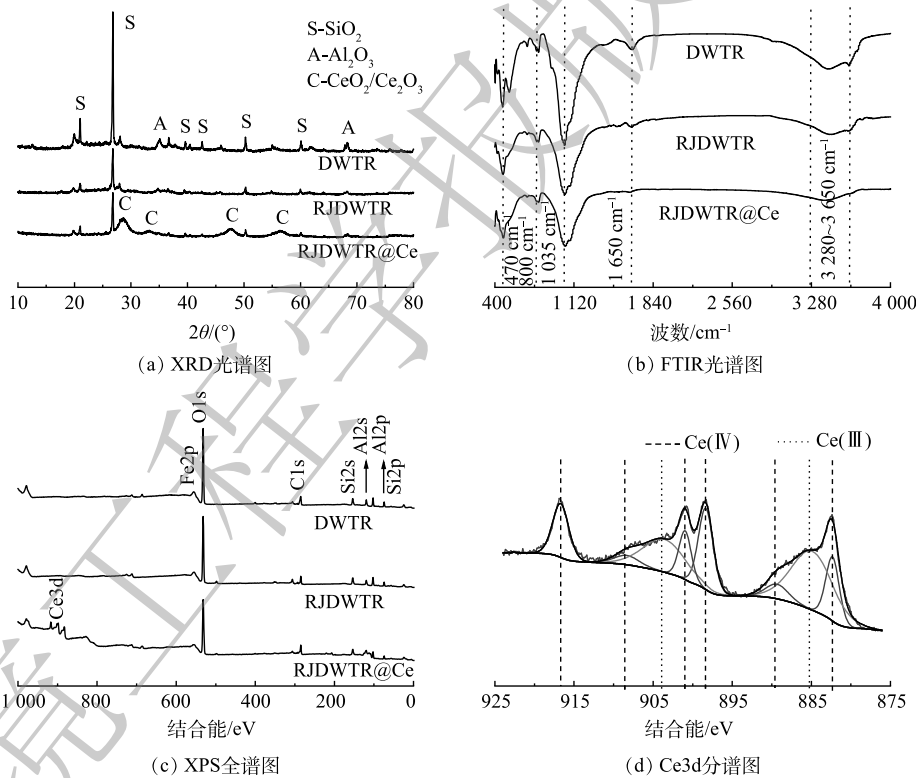 S
S-SiO₂
A-Al₂O₃
C-CeO₂/Ce₂O₃
S
A S S S S A
DWTR
RJDWTR
C C C C
RJDWTR@Ce
10 20 30 40 50 60 70 80
2θ/(°)
(a) XRD光谱图
DWTR
RJDWTR
RJDWTR@Ce
470 cm⁻¹
800 cm⁻¹
1 035 cm⁻¹
1 650 cm⁻¹
3 280~3 650 cm⁻¹
400 1 120 1 840 2 560 3 280 4 000
波数/cm⁻¹
(b) FTIR光谱图
Fe2p
O1s
C1s
Si2s
Al2s
Al2p
Si2p
DWTR
RJDWTR
Ce3d
RJDWTR@Ce
1 000 800 600 400 200 0
结合能/eV
(c) XPS全谱图
Ce(Ⅳ) Ce(Ⅲ)
925 915 905 895 885 875
结合能/eV
(d) Ce3d分谱图
境工程学报版